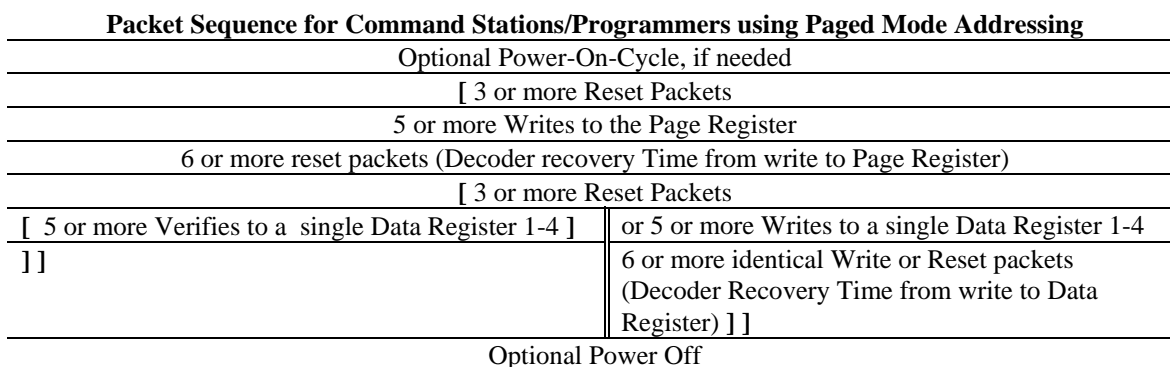 Packet Sequence for Command Stations/Programmers using Paged Mode Addressing
Optional Power-On-Cycle, if needed
[ 3 or more Reset Packets
5 or more Writes to the Page Register
6 or more reset packets (Decoder recovery Time from write to Page Register)
[ 3 or more Reset Packets
[ 5 or more Verifies to a single Data Register 1-4 ]
or 5 or more Writes to a single Data Register 1-4
] ]
6 or more identical Write or Reset packets
(Decoder Recovery Time from write to Data
Register) ] ]
Optional Power Off